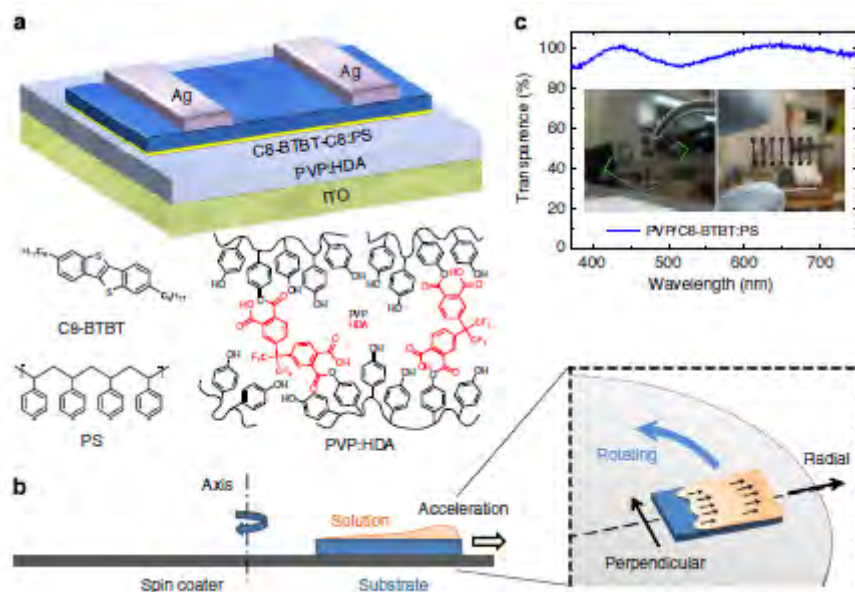 a
Ag
Ag
C8-BTBT-C8:PS
PVP:HDA
ITO
C8-BTBT
S
S
PS
PVP
HDA
PVP:HDA
OH
HO
O
b
Axis
Solution
Acceleration
Spin coater
Substrate
c
Transparence (%)
100
80
60
40
20
0
PVP/C8-BTBT:PS
400
500
600
700
Wavelength (nm)
Rotating
Radial
Perpendicular